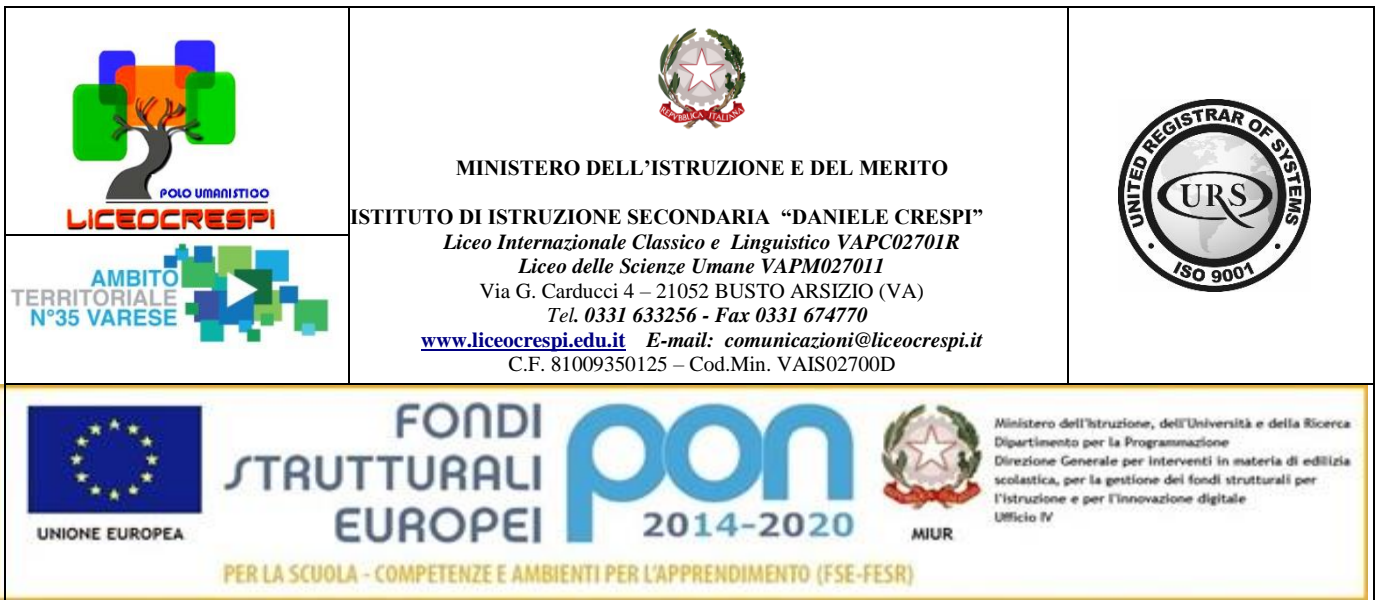 POLO UMANISTICO
LICEOCRESPI
AMBITO
TERRITORIALE
N°35 VARESE
REPVBBLICA ITALIANA
MINISTERO DELL’ISTRUZIONE E DEL MERITO
ISTITUTO DI ISTRUZIONE SECONDARIA “DANIELE CRESPI”
Liceo Internazionale Classico e Linguistico VAPC02701R
Liceo delle Scienze Umane VAPM027011
Via G. Carducci 4 – 21052 BUSTO ARSIZIO (VA)
Tel. 0331 633256 - Fax 0331 674770
www.liceocrespi.edu.it E-mail: comunicazioni@liceocrespi.it
C.F. 81009350125 – Cod.Min. VAIS02700D
UNITED REGISTRAR OF SYSTEMS
URS
ISO 9001
UNIONE EUROPEA
FONDI
STRUTTURALI
EUROPEI
pon
2014-2020
MIUR
Ministero dell'Istruzione, dell'Università e della Ricerca
Dipartimento per la Programmazione
Direzione Generale per interventi in materia di edilizia
scolastica, per la gestione dei fondi strutturali per
l'istruzione e per l'innovazione digitale
Ufficio IV
PER LA SCUOLA - COMPETENZE E AMBIENTI PER L'APPRENDIMENTO (FSE-FESR)